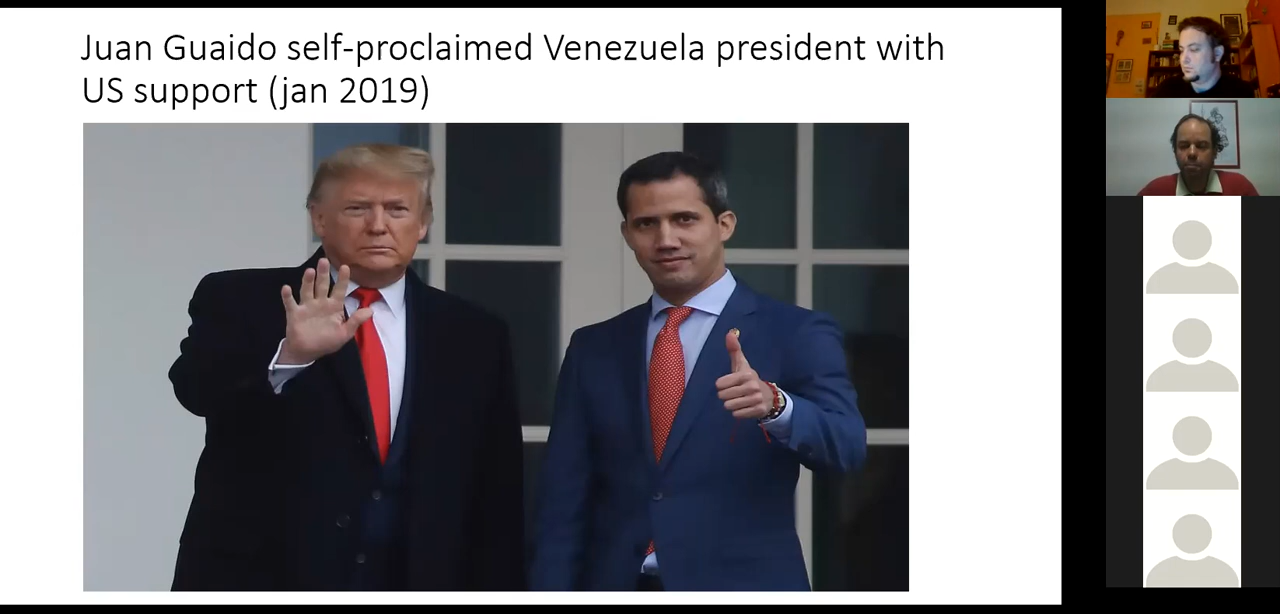 Juan Guaido self-proclaimed Venezuela president with
US support (jan 2019)